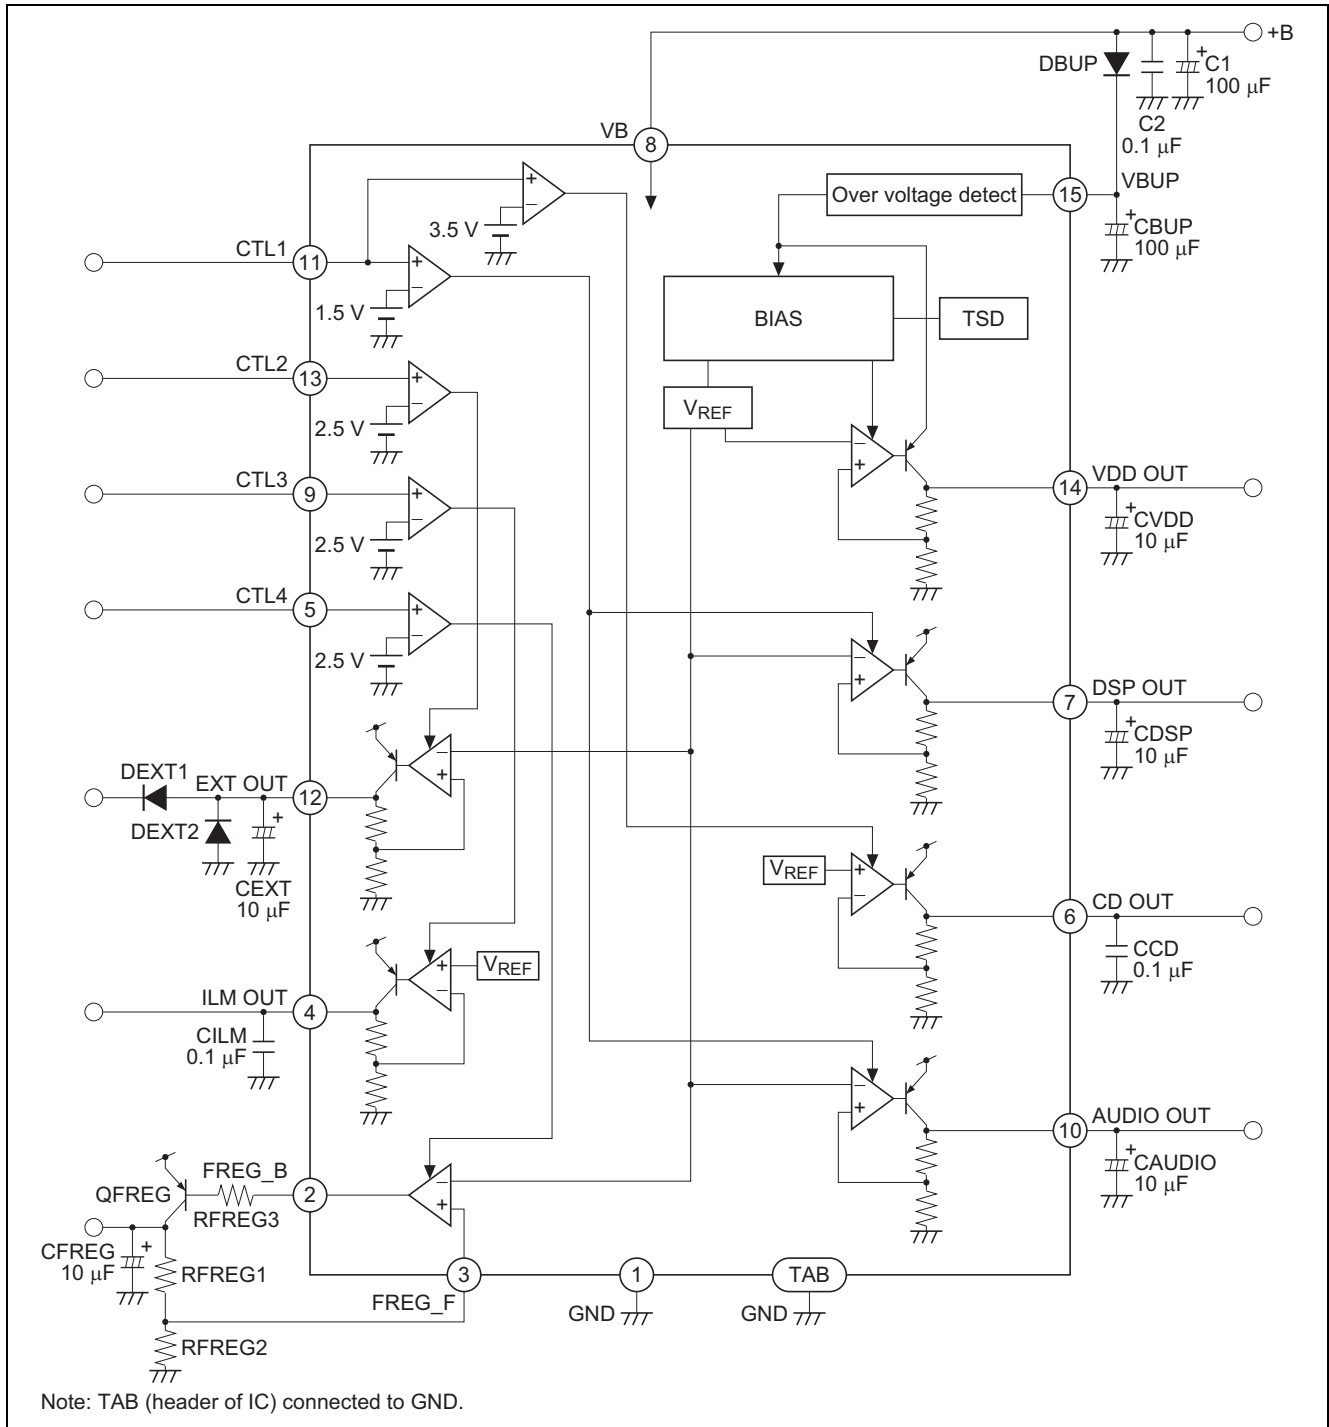 +B
DBUP
+ C1
100 μF
C2
0.1 μF
VB
8
Over voltage detect
15
VBUP
+ CBUP
100 μF
+
−
3.5 V
CTL1
11
+
−
1.5 V
BIAS
TSD
CTL2
13
+
−
2.5 V
VREF
−
+
CTL3
9
+
−
2.5 V
14
VDD OUT
+ CVDD
10 μF
CTL4
5
+
−
2.5 V
−
+
7
DSP OUT
+ CDSP
10 μF
DEXT1
EXT OUT
12
DEXT2
+
CEXT
10 μF
−
+
VREF
+
−
6
CD OUT
CCD
0.1 μF
ILM OUT
4
CILM
0.1 μF
+
−
VREF
−
+
10
AUDIO OUT
+ CAUDIO
10 μF
FREG_B
QFREG
RFREG3
2
−
+
CFREG
10 μF
+
RFREG1
RFREG2
3
FREG_F
1
GND
TAB
GND
Note: TAB (header of IC) connected to GND.